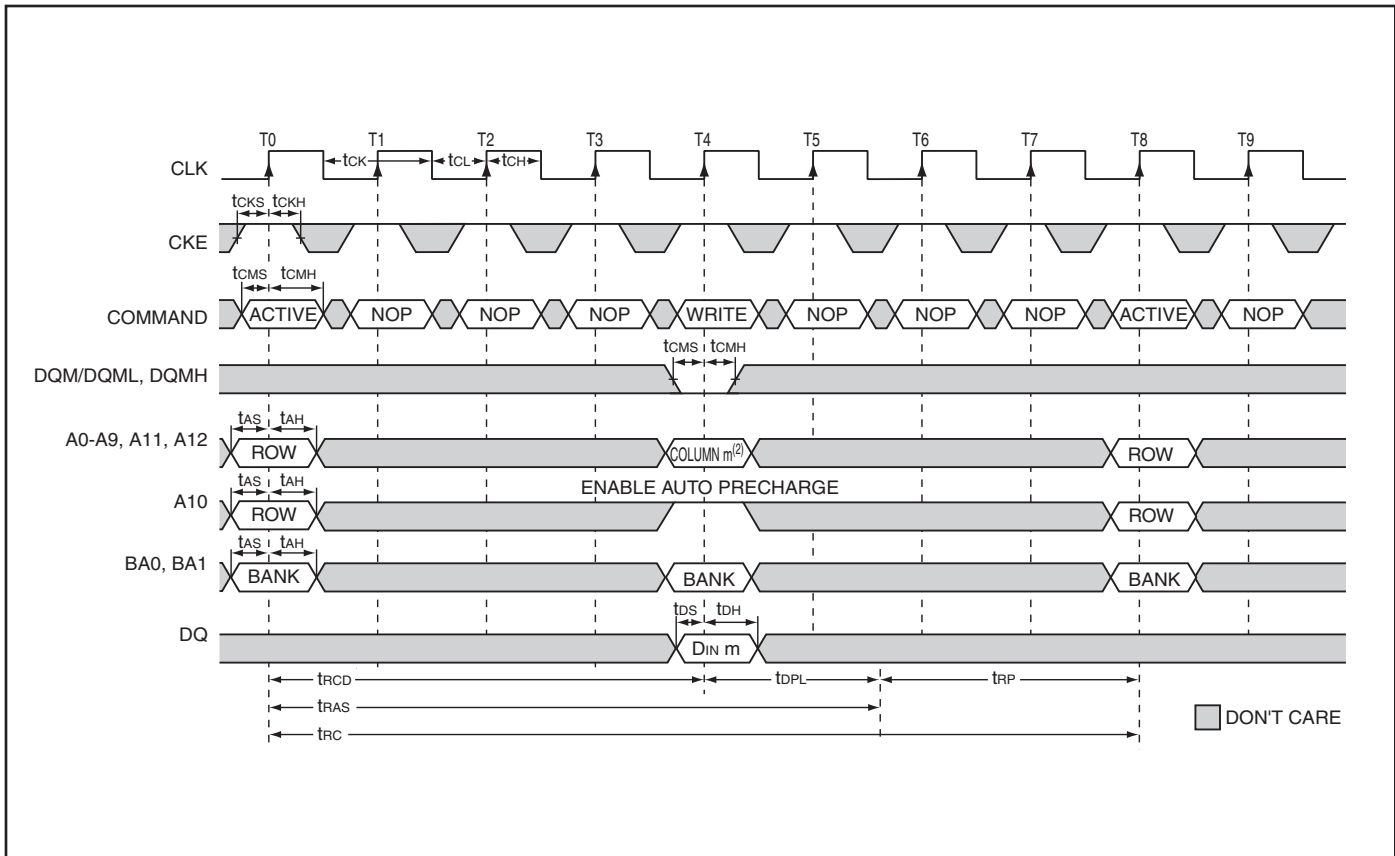 T0 T1 T2 T3 T4 T5 T6 T7 T8 T9
CLK
tCK tCL tCH
tCKS tCKH
CKE
tCMS tCMH
COMMAND ACTIVE NOP NOP NOP WRITE NOP NOP NOP ACTIVE NOP
tCMS tCMH
DQM/DQML, DQMH
tAS tAH
A0-A9, A11, A12 ROW COLUMN m(2) ROW
tAS tAH
ENABLE AUTO PRECHARGE
A10 ROW ROW
tAS tAH
BA0, BA1 BANK BANK BANK
tDS tDH
DQ DIN m
tRCD tDPL tRP
tRAS
tRC
DON'T CARE